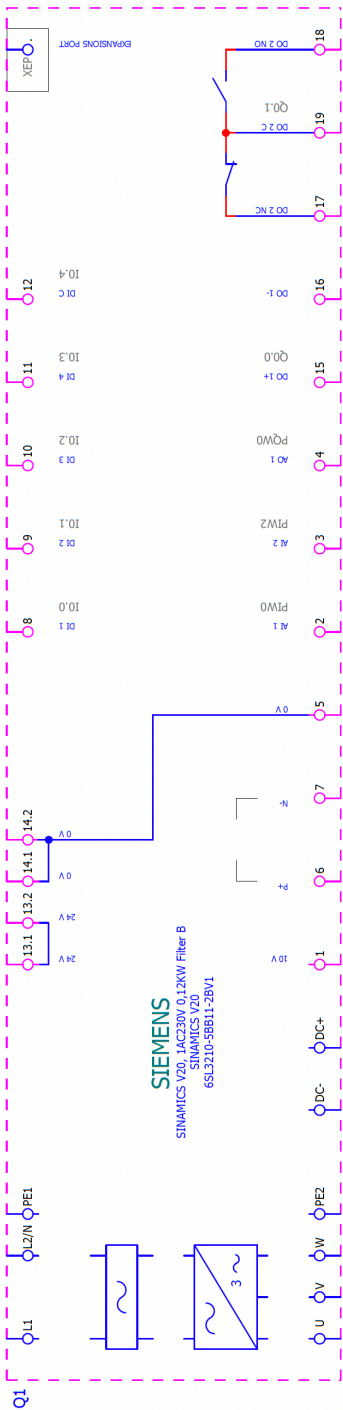 Q1
L1
L2/N
PE1
13.1
13.2
14.1
14.2
8
9
10
11
12
XEP
.
24 V
24 V
0 V
0 V
DI 1
I0.0
DI 2
I0.1
DI 3
I0.2
DI 4
I0.3
DI C
I0.4
EXPANSIONS PORT
SIEMENS
SINAMICS V20, 1AC230V 0,12KW Filter B
SINAMICS V20
6SL3210-5BB11-2BV1
3
10 V
P+
N-
0 V
AI 1
PIW0
AI 2
PIW2
AO 1
PQW0
DO 1+
Q0.0
DO 1-
DO 2 NC
DO 2 C
Q0.1
DO 2 NO
U
V
W
PE2
DC-
DC+
1
6
7
5
2
3
4
15
16
17
19
18